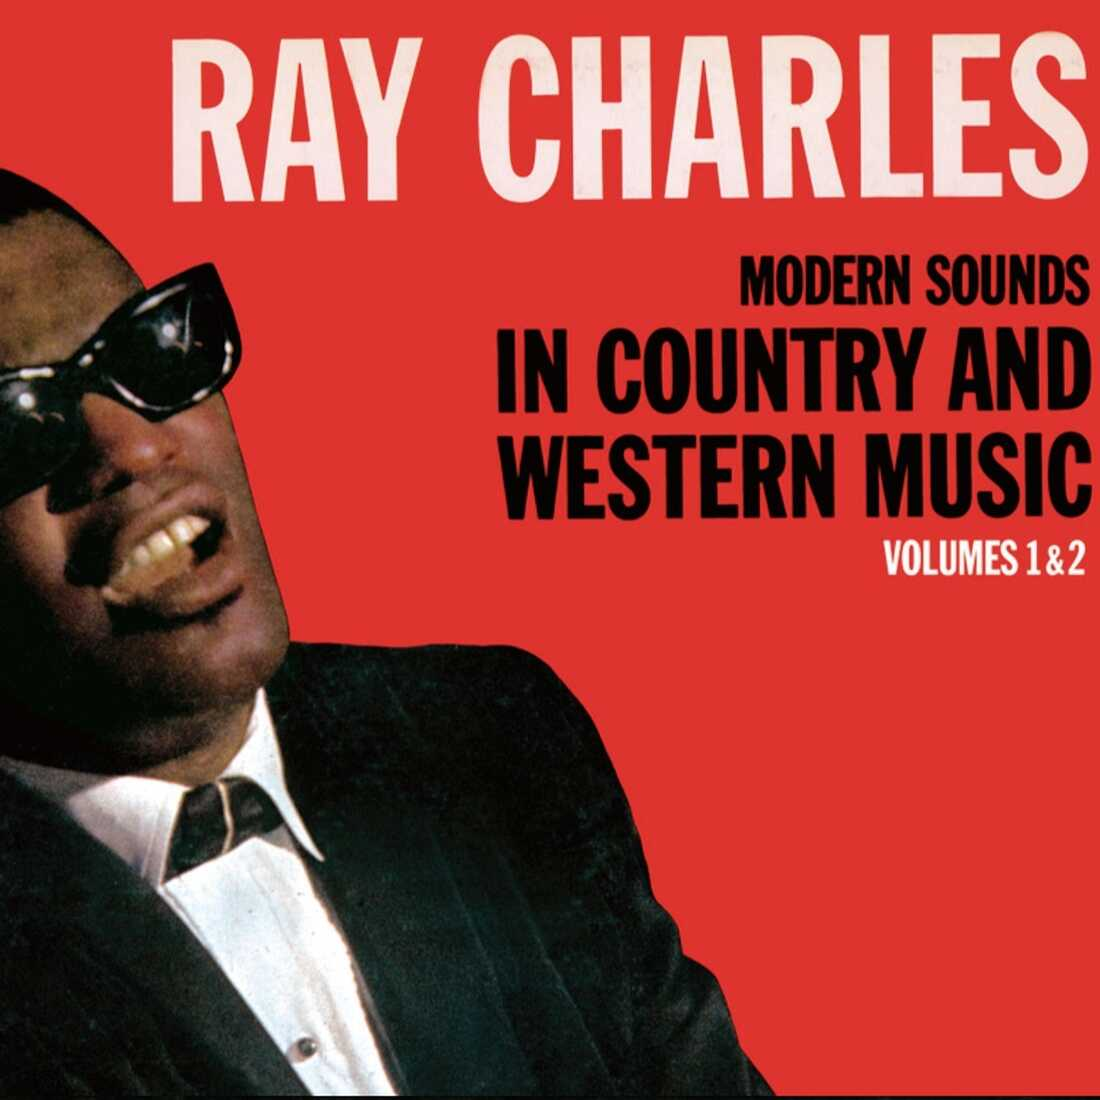 RAY CHARLES
MODERN SOUNDS
IN COUNTRY AND
WESTERN MUSIC
VOLUMES 1 & 2